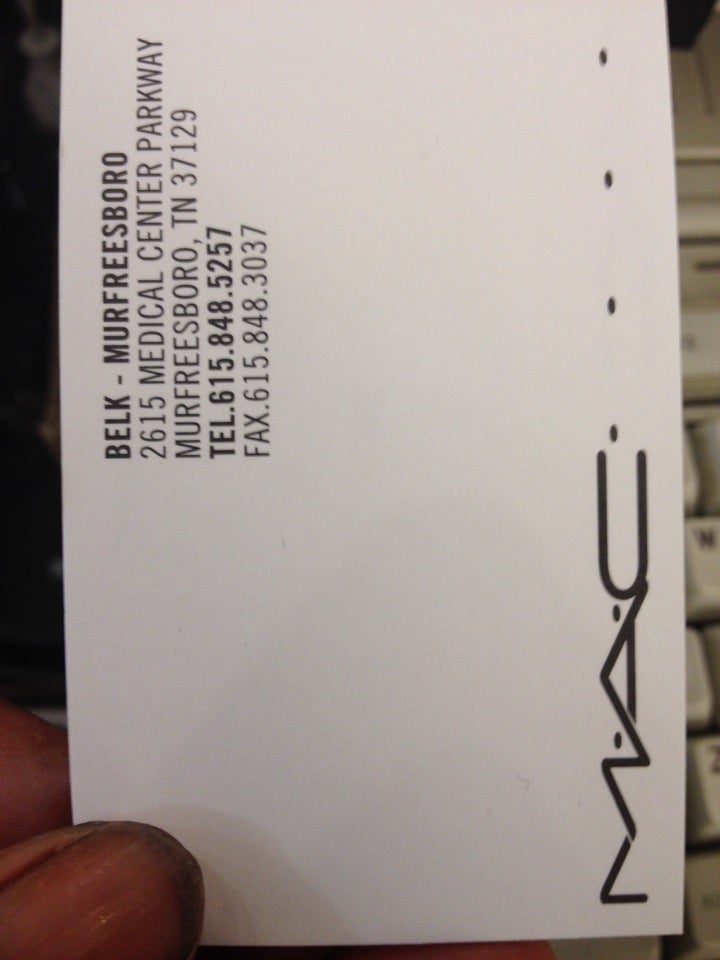 BELK - MURFREESBORO
2615 MEDICAL CENTER PARKWAY
MURFREESBORO, TN 37129
TEL.615.848.5257
FAX.615.848.3037
M·A·C
W